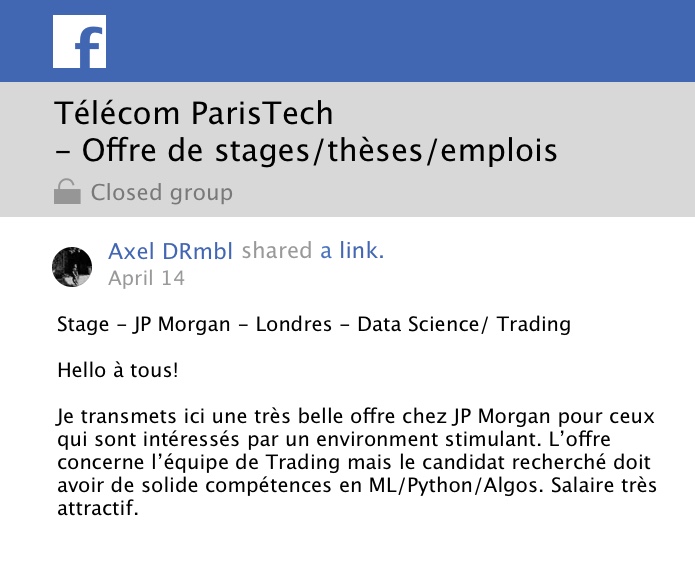 f
Télécom ParisTech
– Offre de stages/thèses/emplois
Closed group
Axel DRmbl shared a link.
April 14
Stage – JP Morgan – Londres – Data Science/ Trading
Hello à tous!
Je transmets ici une très belle offre chez JP Morgan pour ceux
qui sont intéressés par un environment stimulant. L’offre
concerne l’équipe de Trading mais le candidat recherché doit
avoir de solide compétences en ML/Python/Algos. Salaire très
attractif.